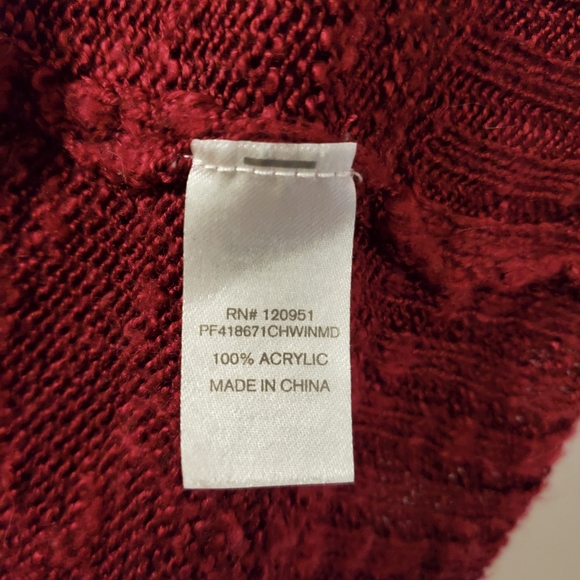 RN# 120951
PF418671CHWINMD
100% ACRYLIC
MADE IN CHINA